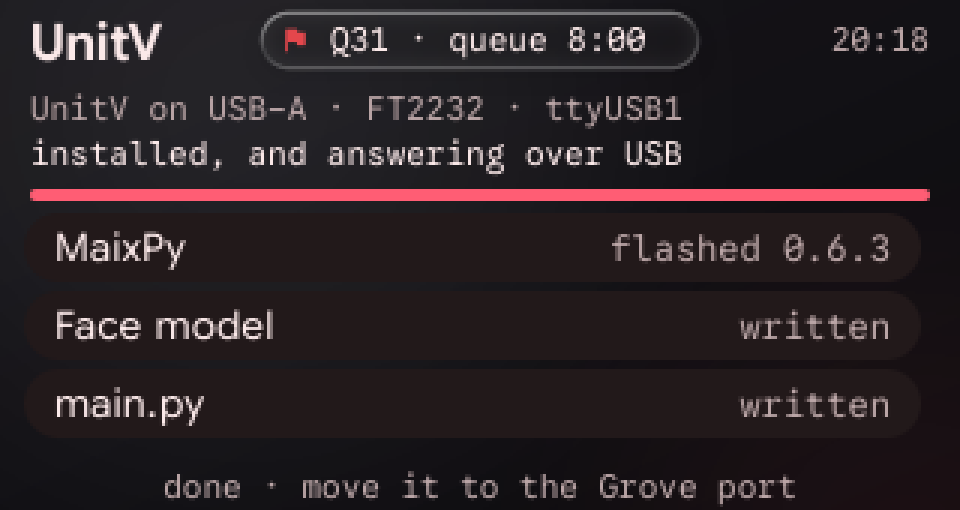 UnitV
Q31 · queue 8:00
20:18
UnitV on USB-A · FT2232 · ttyUSB1
installed, and answering over USB
MaixPy flashed 0.6.3
Face model written
main.py written
done · move it to the Grove port